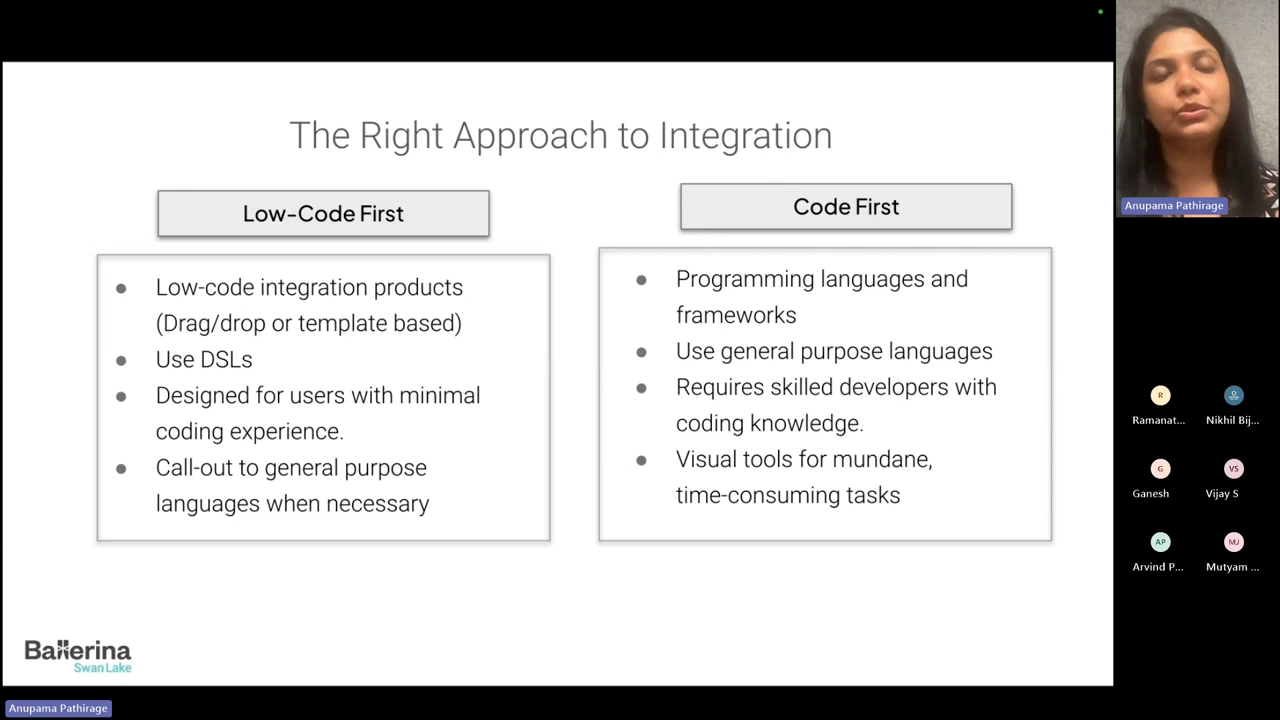 The Right Approach to Integration
Low-Code First
Low-code integration products
(Drag/drop or template based)
Use DSLs
Designed for users with minimal
coding experience.
Call-out to general purpose
languages when necessary
Code First
Programming languages and
frameworks
Use general purpose languages
Requires skilled developers with
coding knowledge.
Visual tools for mundane,
time-consuming tasks
Ballerina
Swan Lake
Anupama Pathirage
Anupama Pathirage
R
Ramanat...
Nikhil Bij...
G
Ganesh
VS
Vijay S
AP
Arvind P...
MJ
Mutyam ...